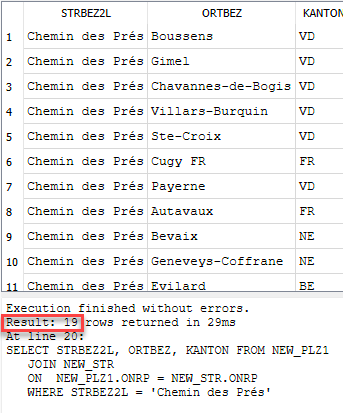 STRBEZ2L ORTBEZ KANTON
1 Chemin des Prés Boussens VD
2 Chemin des Prés Gimel VD
3 Chemin des Prés Chavannes-de-Bogis VD
4 Chemin des Prés Villars-Burquin VD
5 Chemin des Prés Ste-Croix VD
6 Chemin des Prés Cugy FR FR
7 Chemin des Prés Payerne VD
8 Chemin des Prés Autavaux FR
9 Chemin des Prés Bevaix NE
10 Chemin des Prés Geneveys-Coffrane NE
11 Chemin des Prés Evilard BE
Execution finished without errors.
Result: 19 rows returned in 29ms
At line 20:
SELECT STRBEZ2L, ORTBEZ, KANTON FROM NEW_PLZ1
JOIN NEW_STR
ON NEW_PLZ1.ONRP = NEW_STR.ONRP
WHERE STRBEZ2L = 'Chemin des Prés'